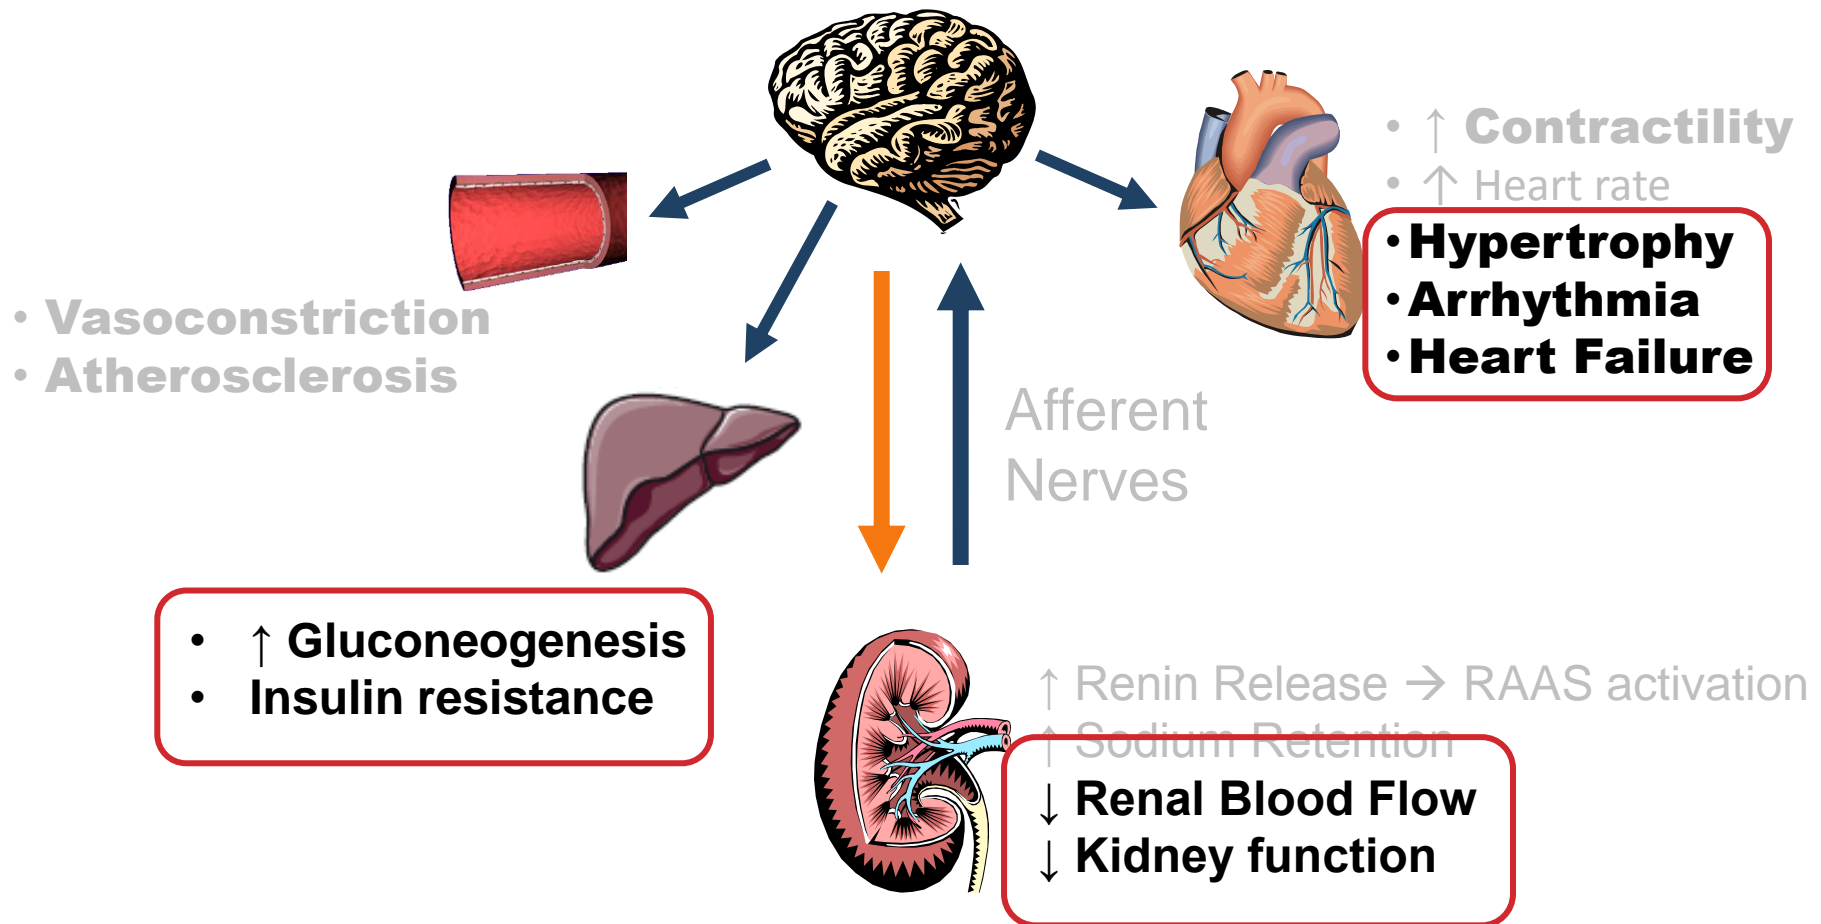 • ↑ Contractility
• ↑ Heart rate
• Hypertrophy
• Arrhythmia
• Heart Failure
• Vasoconstriction
• Atherosclerosis
Afferent
Nerves
• ↑ Gluconeogenesis
• Insulin resistance
↑ Renin Release → RAAS activation
↑ Sodium Retention
↓ Renal Blood Flow
↓ Kidney function